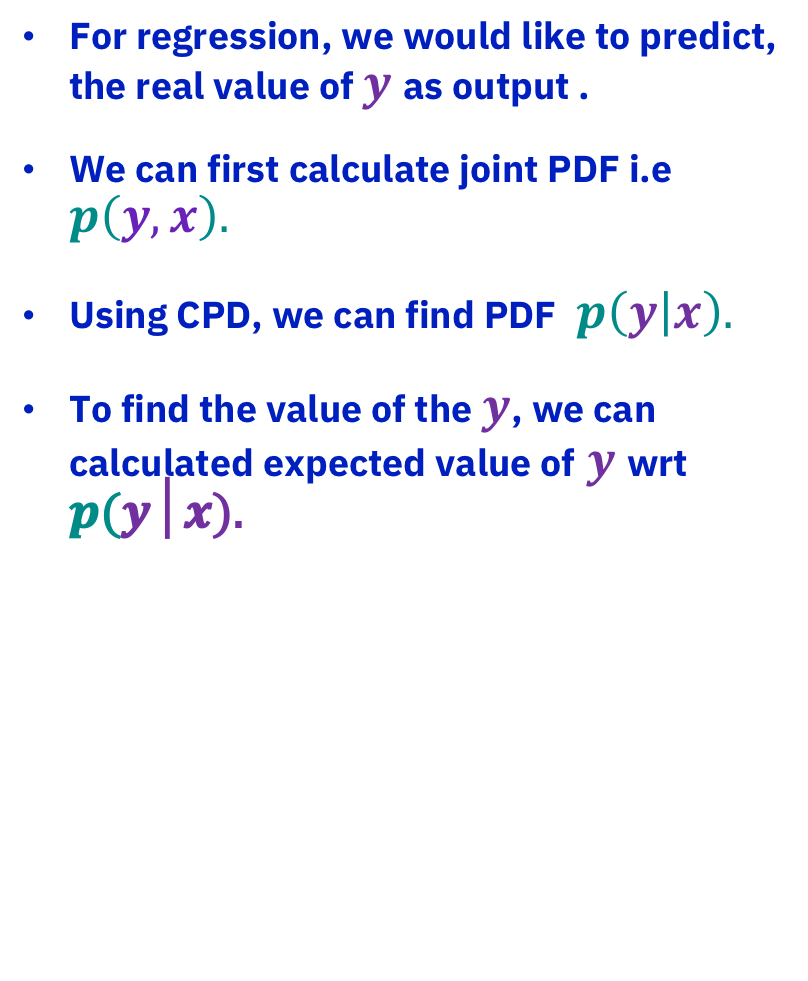 • For regression, we would like to predict,
the real value of y as output .
• We can first calculate joint PDF i.e
p(y, x).
• Using CPD, we can find PDF p(y|x).
• To find the value of the y, we can
calculated expected value of y wrt
p(y|x).